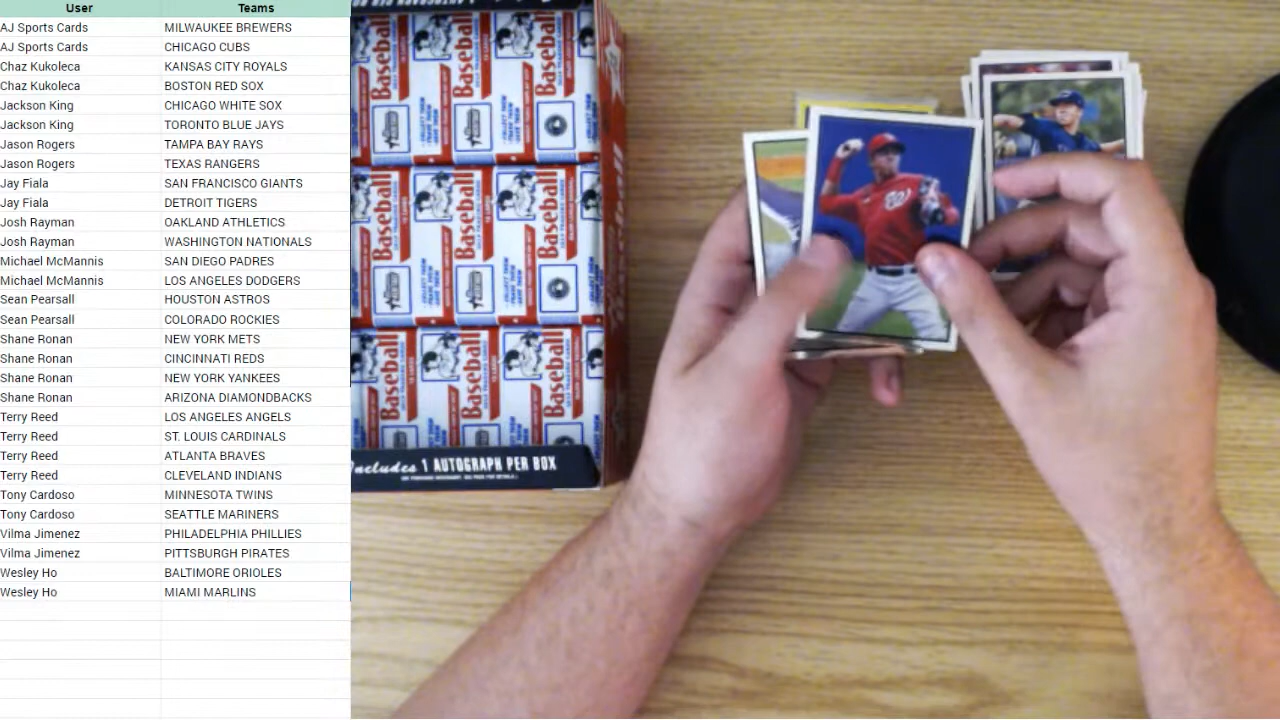 User Teams
AJ Sports Cards MILWAUKEE BREWERS
AJ Sports Cards CHICAGO CUBS
Chaz Kukoleca KANSAS CITY ROYALS
Chaz Kukoleca BOSTON RED SOX
Jackson King CHICAGO WHITE SOX
Jackson King TORONTO BLUE JAYS
Jason Rogers TAMPA BAY RAYS
Jason Rogers TEXAS RANGERS
Jay Fiala SAN FRANCISCO GIANTS
Jay Fiala DETROIT TIGERS
Josh Rayman OAKLAND ATHLETICS
Josh Rayman WASHINGTON NATIONALS
Michael McMannis SAN DIEGO PADRES
Michael McMannis LOS ANGELES DODGERS
Sean Pearsall HOUSTON ASTROS
Sean Pearsall COLORADO ROCKIES
Shane Ronan NEW YORK METS
Shane Ronan CINCINNATI REDS
Shane Ronan NEW YORK YANKEES
Shane Ronan ARIZONA DIAMONDBACKS
Terry Reed LOS ANGELES ANGELS
Terry Reed ST. LOUIS CARDINALS
Terry Reed ATLANTA BRAVES
Terry Reed CLEVELAND INDIANS
Tony Cardoso MINNESOTA TWINS
Tony Cardoso SEATTLE MARINERS
Vilma Jimenez PHILADELPHIA PHILLIES
Vilma Jimenez PITTSBURGH PIRATES
Wesley Ho BALTIMORE ORIOLES
Wesley Ho MIAMI MARLINS
Baseball Baseball Baseball
Baseball Baseball Baseball
Baseball Baseball Baseball
Includes 1 AUTOGRAPH PER BOX
W